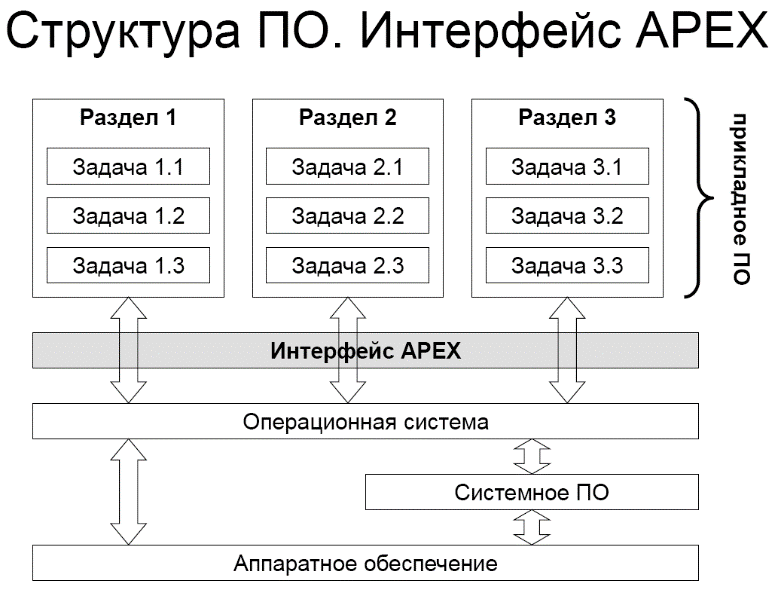 Структура ПО. Интерфейс APEX
Раздел 1
Задача 1.1
Задача 1.2
Задача 1.3
Раздел 2
Задача 2.1
Задача 2.2
Задача 2.3
Раздел 3
Задача 3.1
Задача 3.2
Задача 3.3
прикладное ПО
Интерфейс APEX
Операционная система
Системное ПО
Аппаратное обеспечение